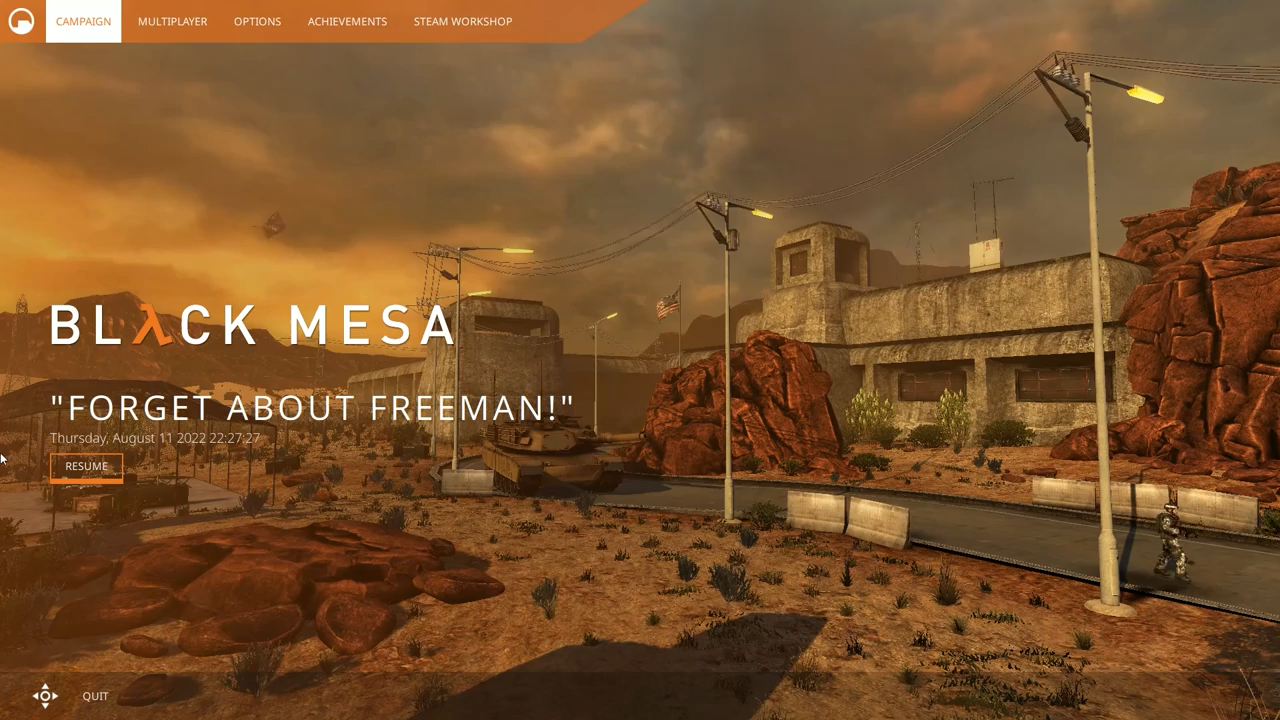 CAMPAIGN MULTIPLAYER OPTIONS ACHIEVEMENTS STEAM WORKSHOP
BLλCK MESA
"FORGET ABOUT FREEMAN!"
Thursday, August 11 2022 22:27:27
RESUME
QUIT